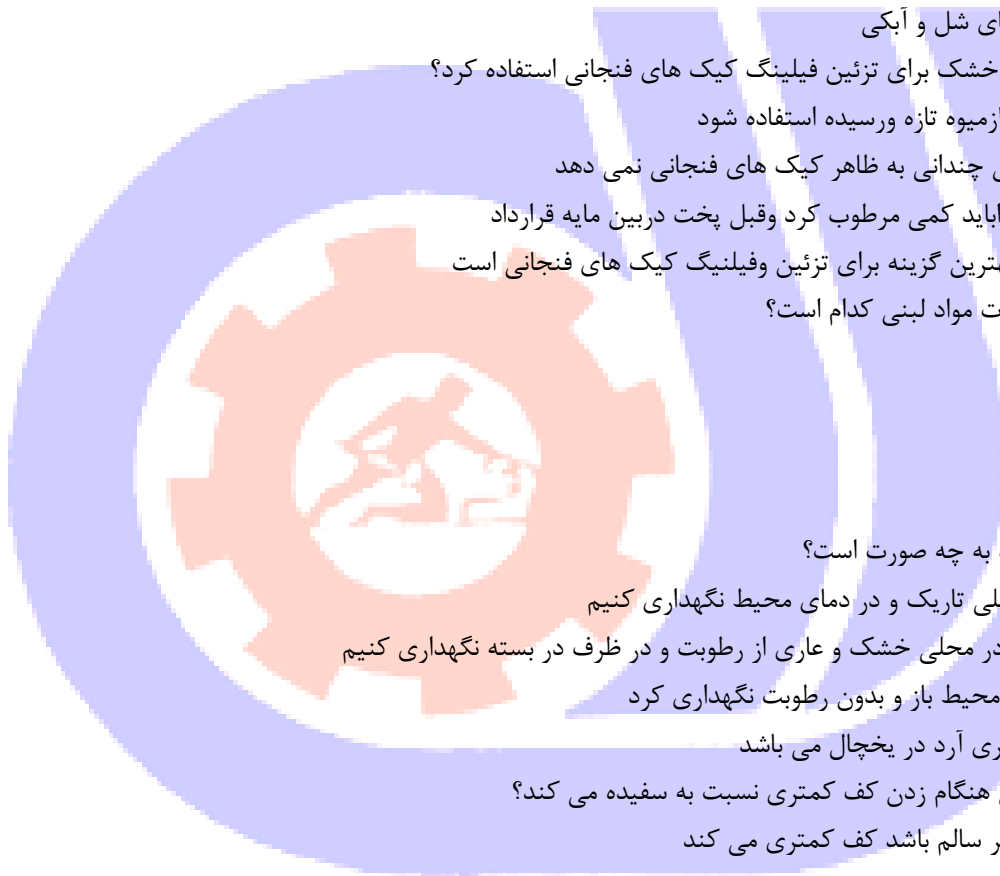 ای شل و آبکی
خشک برای تزئین فیلینگ کیک های فنجانی استفاده کرد؟
ازمیوه تازه ورسیده استفاده شود
چندانی به ظاهر کیک های فنجانی نمی دهد
اباید کمی مرطوب کرد وقبل پخت دربین مایه قرارداد
هترین گزینه برای تزئین وفیلنیگ کیک های فنجانی است
ت مواد لبنی کدام است؟
به چه صورت است؟
لی تاریک و در دمای محیط نگهداری کنیم
در محلی خشک و عاری از رطوبت و در ظرف در بسته نگهداری کنیم
محیط باز و بدون رطوبت نگهداری کرد
ری آرد در یخچال می باشد
هنگام زدن کف کمتری نسبت به سفیده می کند؟
ر سالم باشد کف کمتری می کند